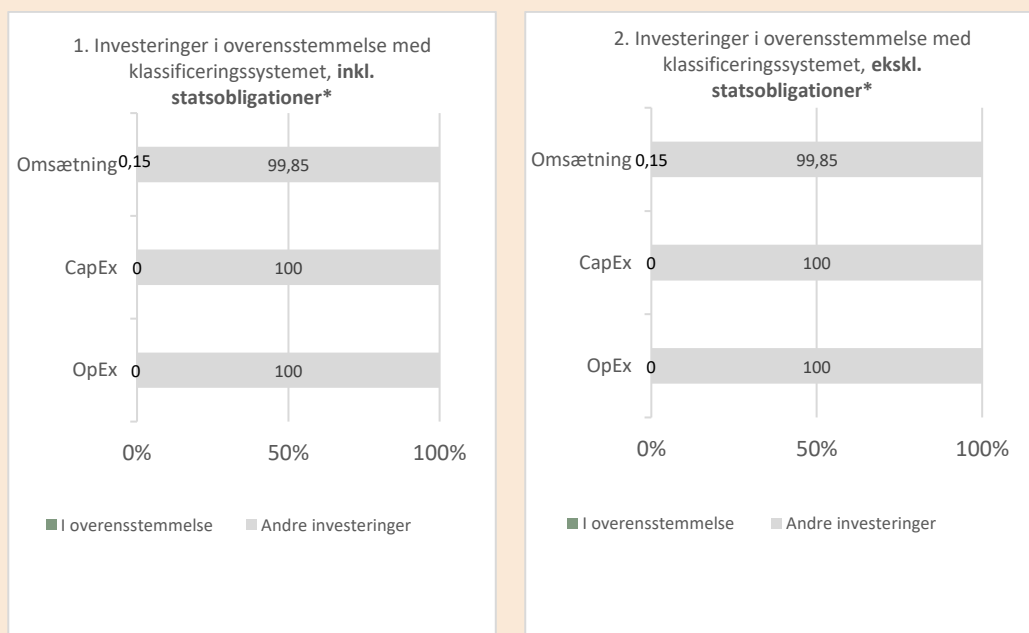 1. Investeringer i overensstemmelse med
klassificeringssystemet, inkl.
statsobligationer*
Omsætning 0,15 99,85
CapEx 0 100
OpEx 0 100
0% 50% 100%
I overensstemmelse Andre investeringer
2. Investeringer i overensstemmelse med
klassificeringssystemet, ekskl.
statsobligationer*
Omsætning 0,15 99,85
CapEx 0 100
OpEx 0 100
0% 50% 100%
I overensstemmelse Andre investeringer